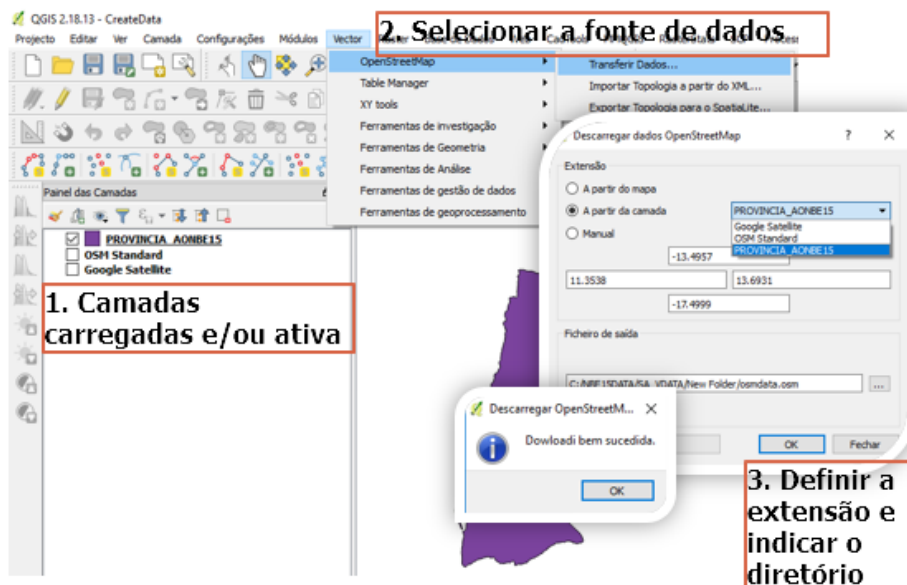 QGIS 2.18.13 - CreateData
2. Selecionar a fonte de dados
Projecto Editar Ver Camada Configurações Módulos Vector
OpenStreetMap
Table Manager
XY tools
Ferramentas de investigação
Ferramentas de Geometria
Ferramentas de Análise
Ferramentas de gestão de dados
Ferramentas de geoprocessamento
Transferir Dados...
Importar Topologia a partir do XML...
Exportar Topologia para o SpatiaLite...
Painel das Camadas
PROVINCIA_AONBE15
OSM Standard
Google Satellite
1. Camadas
carregadas e/ou ativa
Descarregar dados OpenStreetMap ?
Extensão
A partir do mapa
A partir da camada PROVINCIA_AONBE15
Google Satellite
OSM Standard
PROVINCIA_AONBE15
Manual
-13.4957
11.3538 13.6931
-17.4999
Ficheiro de saída
C:/NBE15DATA/SA_VDATA/New Folder/osmdata.osm ...
OK Fechar
Descarregar OpenStreetM...
Dowloadi bem sucedida.
OK
3. Definir a
extensão e
indicar o
diretório